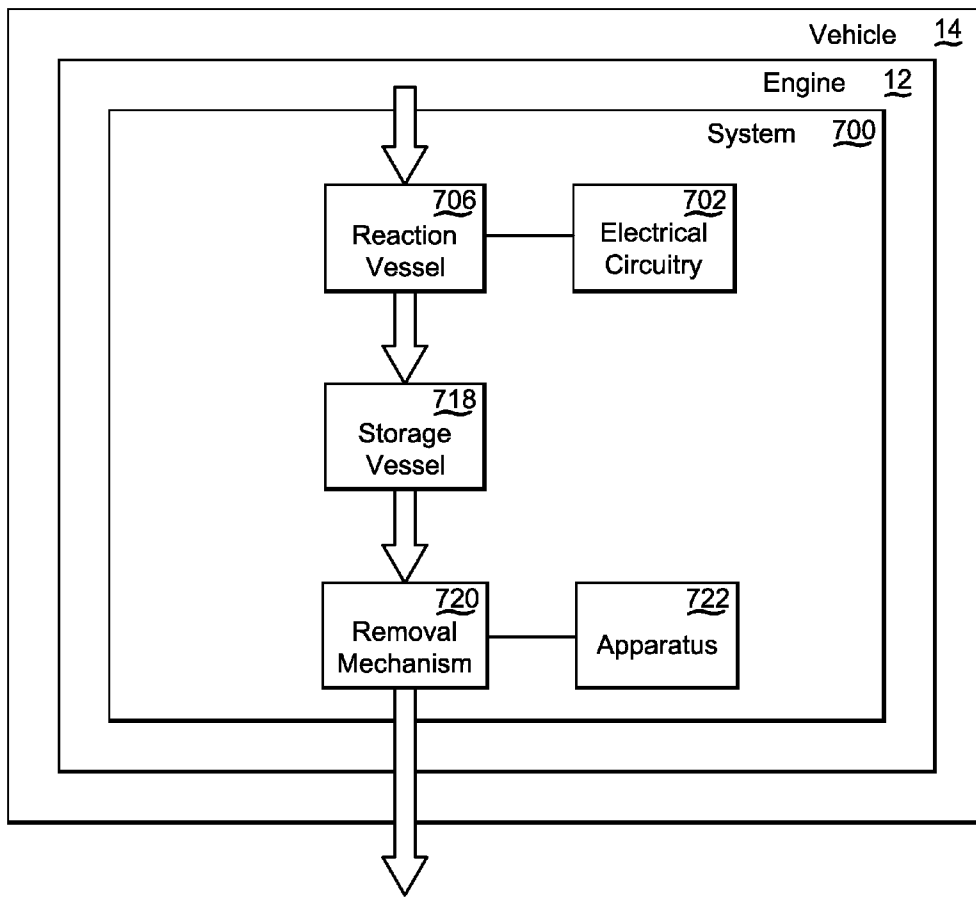 Vehicle 14
Engine 12
System 700
706
Reaction
Vessel
702
Electrical
Circuitry
718
Storage
Vessel
720
Removal
Mechanism
722
Apparatus